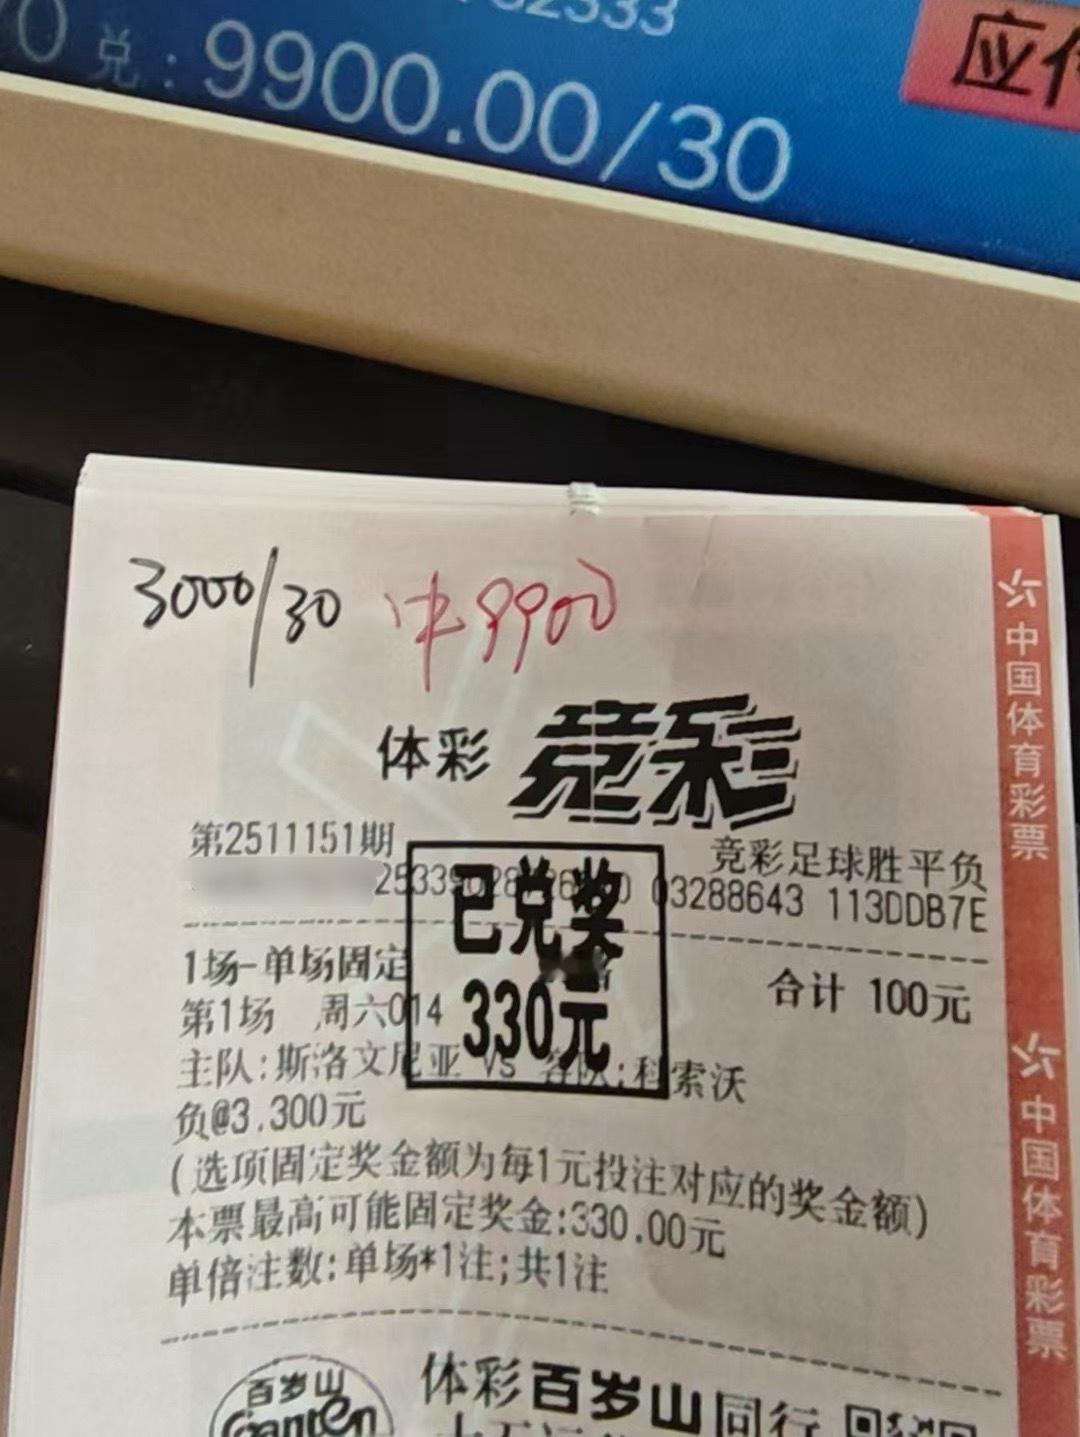 兑:9900.00/30
3000/30 中9900
体彩 竞彩
第2511151期
竞彩足球胜平负
03288643 113DDB7E
已兑奖
330元
1场-单场固定
合计 100元
第1场 周六014
主队:斯洛文尼亚 Vs 客队:科索沃
负@3.300元
(选项固定奖金额为每1元投注对应的奖金额)
本票最高可能固定奖金:330.00元
单倍注数:单场*1注;共1注
百岁山
Ganten
体彩百岁山同行
中国体育彩票
中国体育彩票